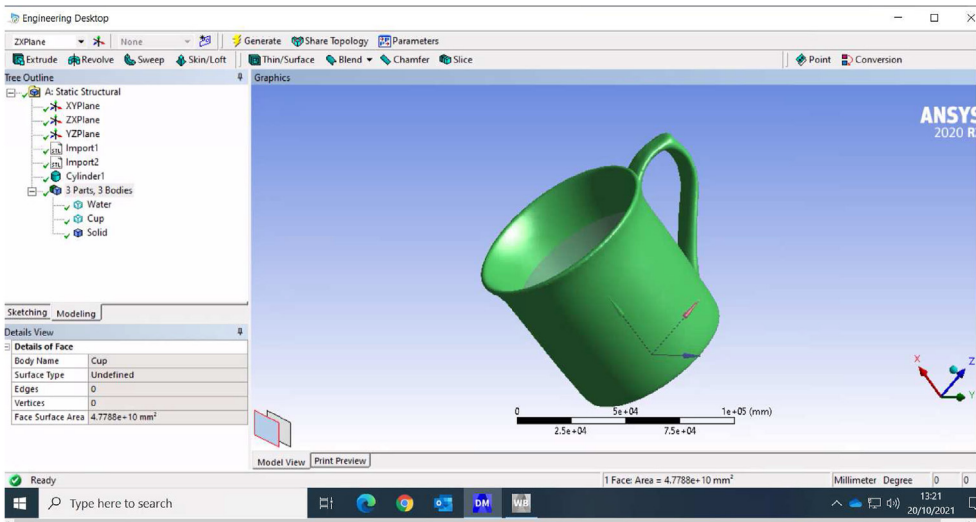 Engineering Desktop
ZXPlane None Generate Share Topology Parameters
Extrude Revolve Sweep Skin/Loft Thin/Surface Blend Chamfer Slice Point Conversion
Tree Outline
Graphics
A: Static Structural
XYPlane
ZXPlane
YZPlane
Import1
Import2
Cylinder1
3 Parts, 3 Bodies
Water
Cup
Solid
Sketching Modeling
Details View
Details of Face
Body Name Cup
Surface Type Undefined
Edges 0
Vertices 0
Face Surface Area 4.7788e+10 mm²
ANSYS
2020 R
X
Z
Y
0 5e+04 1e+05 (mm)
2.5e+04 7.5e+04
Model View Print Preview
Ready 1 Face: Area = 4.7788e+10 mm² Millimeter Degree 0 0
Type here to search
DM
WB
13:21
20/10/2021